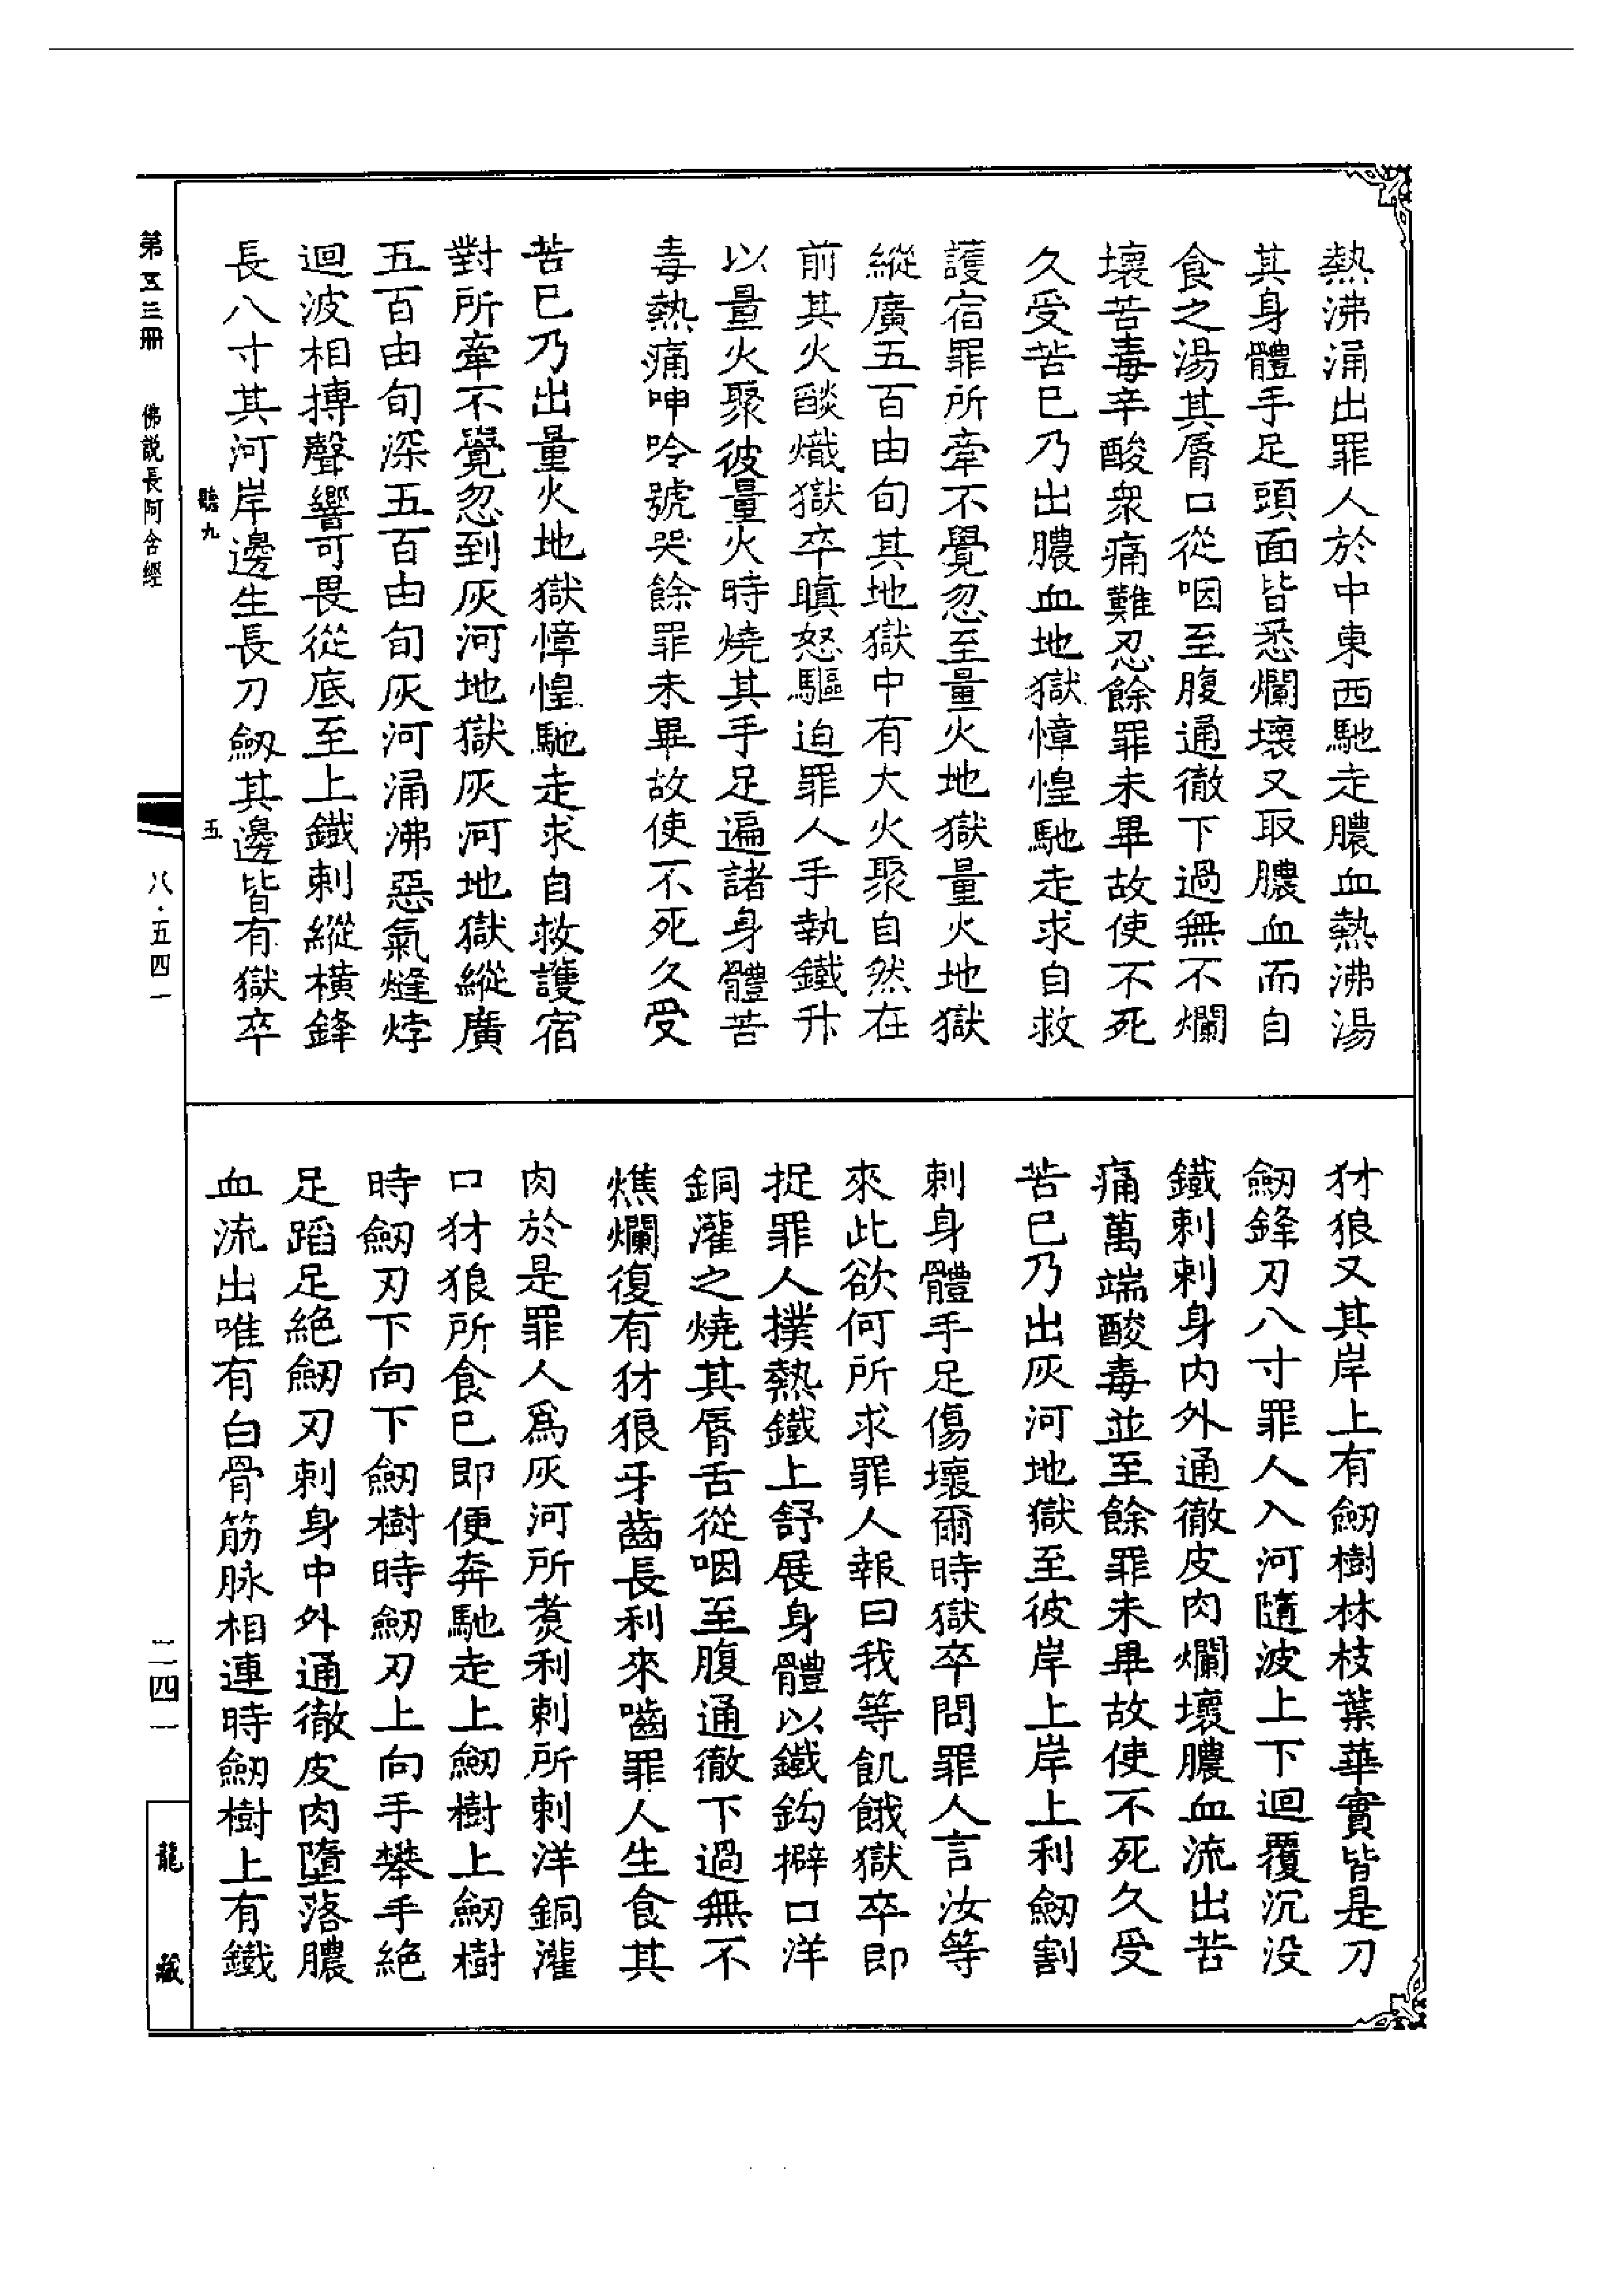 熱沸涌出罪人於中東西馳走膿血熱沸湯
其身體手足頭面皆悉爛壞又取膿血而自
食之湯其脣口從咽至腹通徹下過無不爛
壞苦毒辛酸衆痛難忍餘罪未畢故使不死
久受苦已乃出膿血地獄慞惶馳走求自救
護宿罪所牽不覺忽至量火地獄量火地獄
縱廣五百由旬其地獄中有大火聚自然在
前其火燄熾獄卒瞋怒驅迫罪人手執鐵升
以量火聚彼量火時燒其手足遍諸身體苦
毒熱痛呻吟號哭餘罪未畢故使不死久受
苦已乃出量火地獄慞惶馳走求自救護宿
對所牽不覺忽到灰河地獄灰河地獄縱廣
五百由旬深五百由旬灰河涌沸惡氣熢㶿
迴波相搏聲響可畏從底至上鐵刺縱橫鋒
長八寸其河岸邊生長刀劒其邊皆有獄卒
犲狼又其岸上有劒樹林枝葉華實皆是刀
劒鋒刃八寸罪人入河隨波上下迴覆沉没
鐵刺刺身内外通徹皮肉爛壞膿血流出苦
痛萬端酸毒並至餘罪未畢故使不死久受
苦已乃出灰河地獄至彼岸上岸上利劒割
刺身體手足傷壞爾時獄卒問罪人言汝等
來此欲何所求罪人報曰我等飢餓獄卒即
捉罪人撲熱鐵上舒展身體以鐵鈎擗口洋
銅灌之燒其脣舌從咽至腹通徹下過無不
燋爛復有犲狼牙齒長利來嚙罪人生食其
肉於是罪人爲灰河所煑利刺所刺洋銅灌
口犲狼所食已即便奔馳走上劒樹上劒樹
時劒刃下向下劒樹時劒刃上向手攀手絶
足蹈足絶劒刃刺身中外通徹皮肉墮落膿
血流出唯有白骨筋脉相連時劒樹上有鐵
聽九
五
第五三册
佛説長阿含經
八·五四一
二四一
龍藏